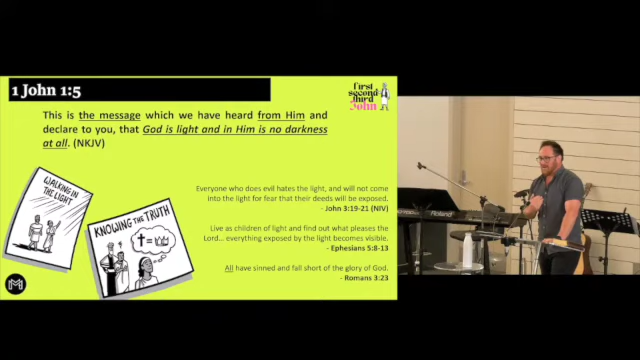 1 John 1:5
first
second
third
John
This is the message which we have heard from Him and
declare to you, that God is light and in Him is no darkness
at all. (NKJV)
WALKING IN
THE LIGHT
KNOWING THE TRUTH
Everyone who does evil hates the light, and will not come
into the light for fear that their deeds will be exposed.
- John 3:19-21 (NIV)
Live as children of light and find out what pleases the
Lord... everything exposed by the light becomes visible.
- Ephesians 5:8-13
All have sinned and fall short of the glory of God.
- Romans 3:23
M
Roland